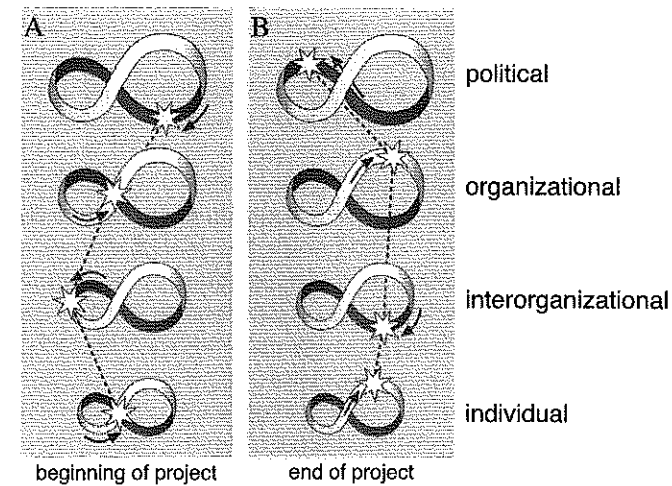 A
B
political
organizational
interorganizational
individual
beginning of project
end of project